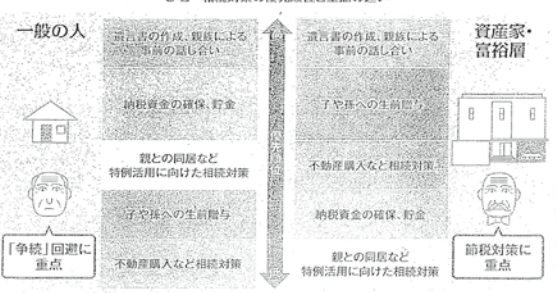 一般の人
遺言書の作成、親族による
事前の話し合い
納税資金の確保、貯金
親との同居など
特例活用に向けた相続対策
子や孫への生前贈与
不動産購入など相続対策
「争続」回避に
重点
優先順位
低
遺言書の作成、親族による
事前の話し合い
子や孫への生前贈与
不動産購入など相続対策
納税資金の確保、貯金
親との同居など
特例活用に向けた相続対策
資産家・
富裕層
節税対策に
重点